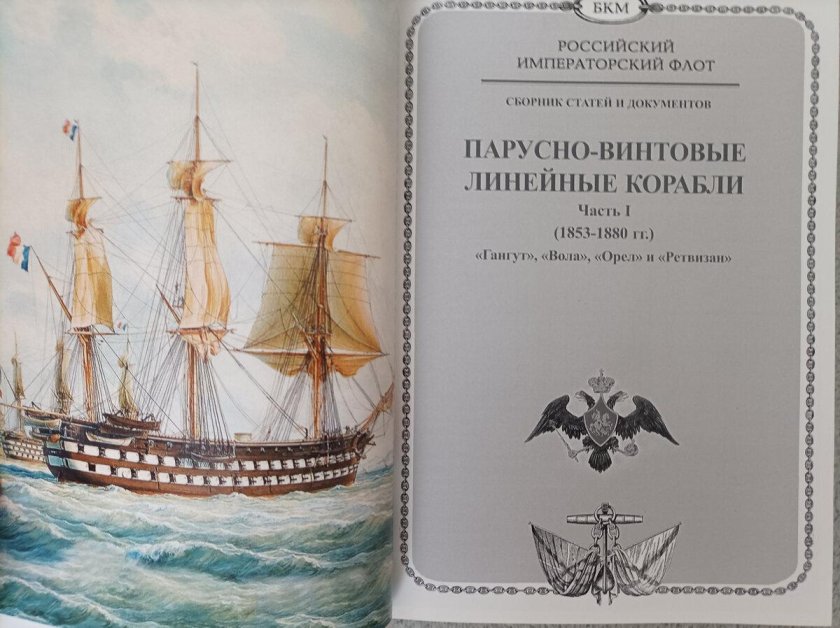 БКМ
РОССИЙСКИЙ
ИМПЕРАТОРСКИЙ ФЛОТ
СБОРНИК СТАТЕЙ И ДОКУМЕНТОВ
ПАРУСНО-ВИНТОВЫЕ
ЛИНЕЙНЫЕ КОРАБЛИ
Часть I
(1853-1880 гг.)
«Гангут», «Вола», «Орел» и «Ретвизан»